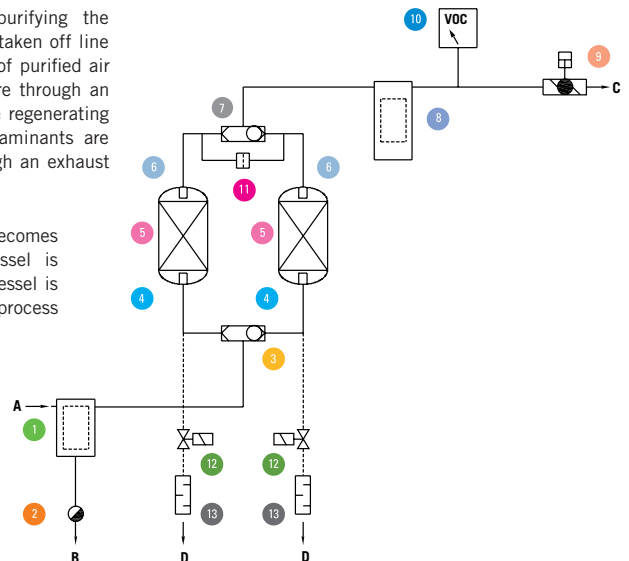 purifying the
taken off line
of purified air
re through an
e regenerating
taminants are
gh an exhaust
ecomes
ssel is
essel is
process
10
VOC
9
C
7
8
6
6
11
5
5
4
4
3
A
1
12
12
2
13
13
B
D
D